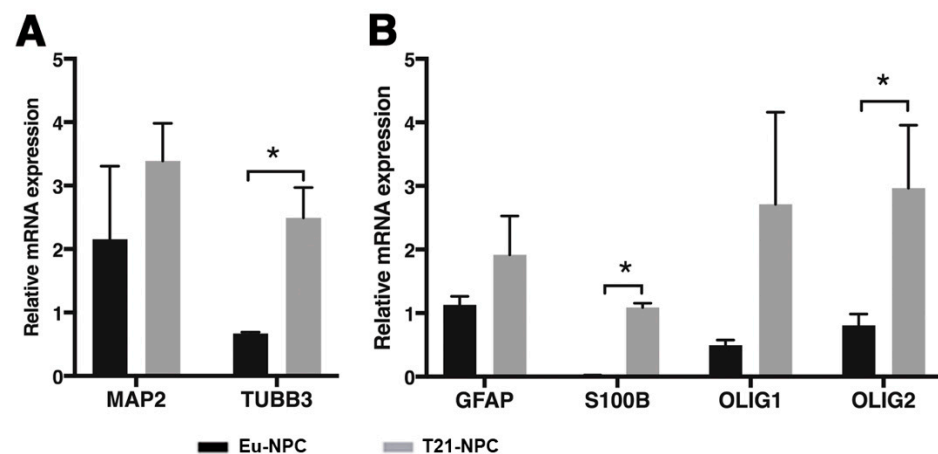 A
Relative mRNA expression
5
4
3
2
1
0
*
MAP2 TUBB3
B
Relative mRNA expression
5
4
3
2
1
0
*
*
GFAP S100B OLIG1 OLIG2
Eu-NPC T21-NPC